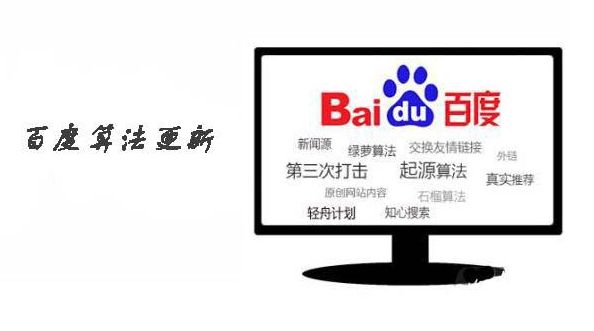 百度算法更新
Bai du 百度
新闻源 绿萝算法 交换友情链接 外链
第三次打击 起源算法 真实推荐
原创网站内容 石榴算法
轻舟计划 知心搜索